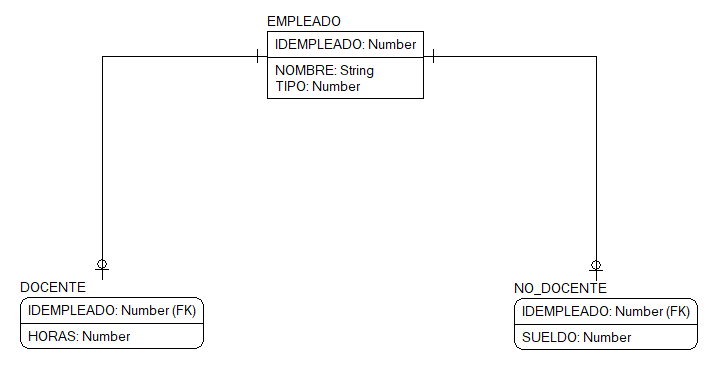 EMPLEADO
IDEMPLEADO: Number
NOMBRE: String
TIPO: Number
DOCENTE
IDEMPLEADO: Number (FK)
HORAS: Number
NO_DOCENTE
IDEMPLEADO: Number (FK)
SUELDO: Number